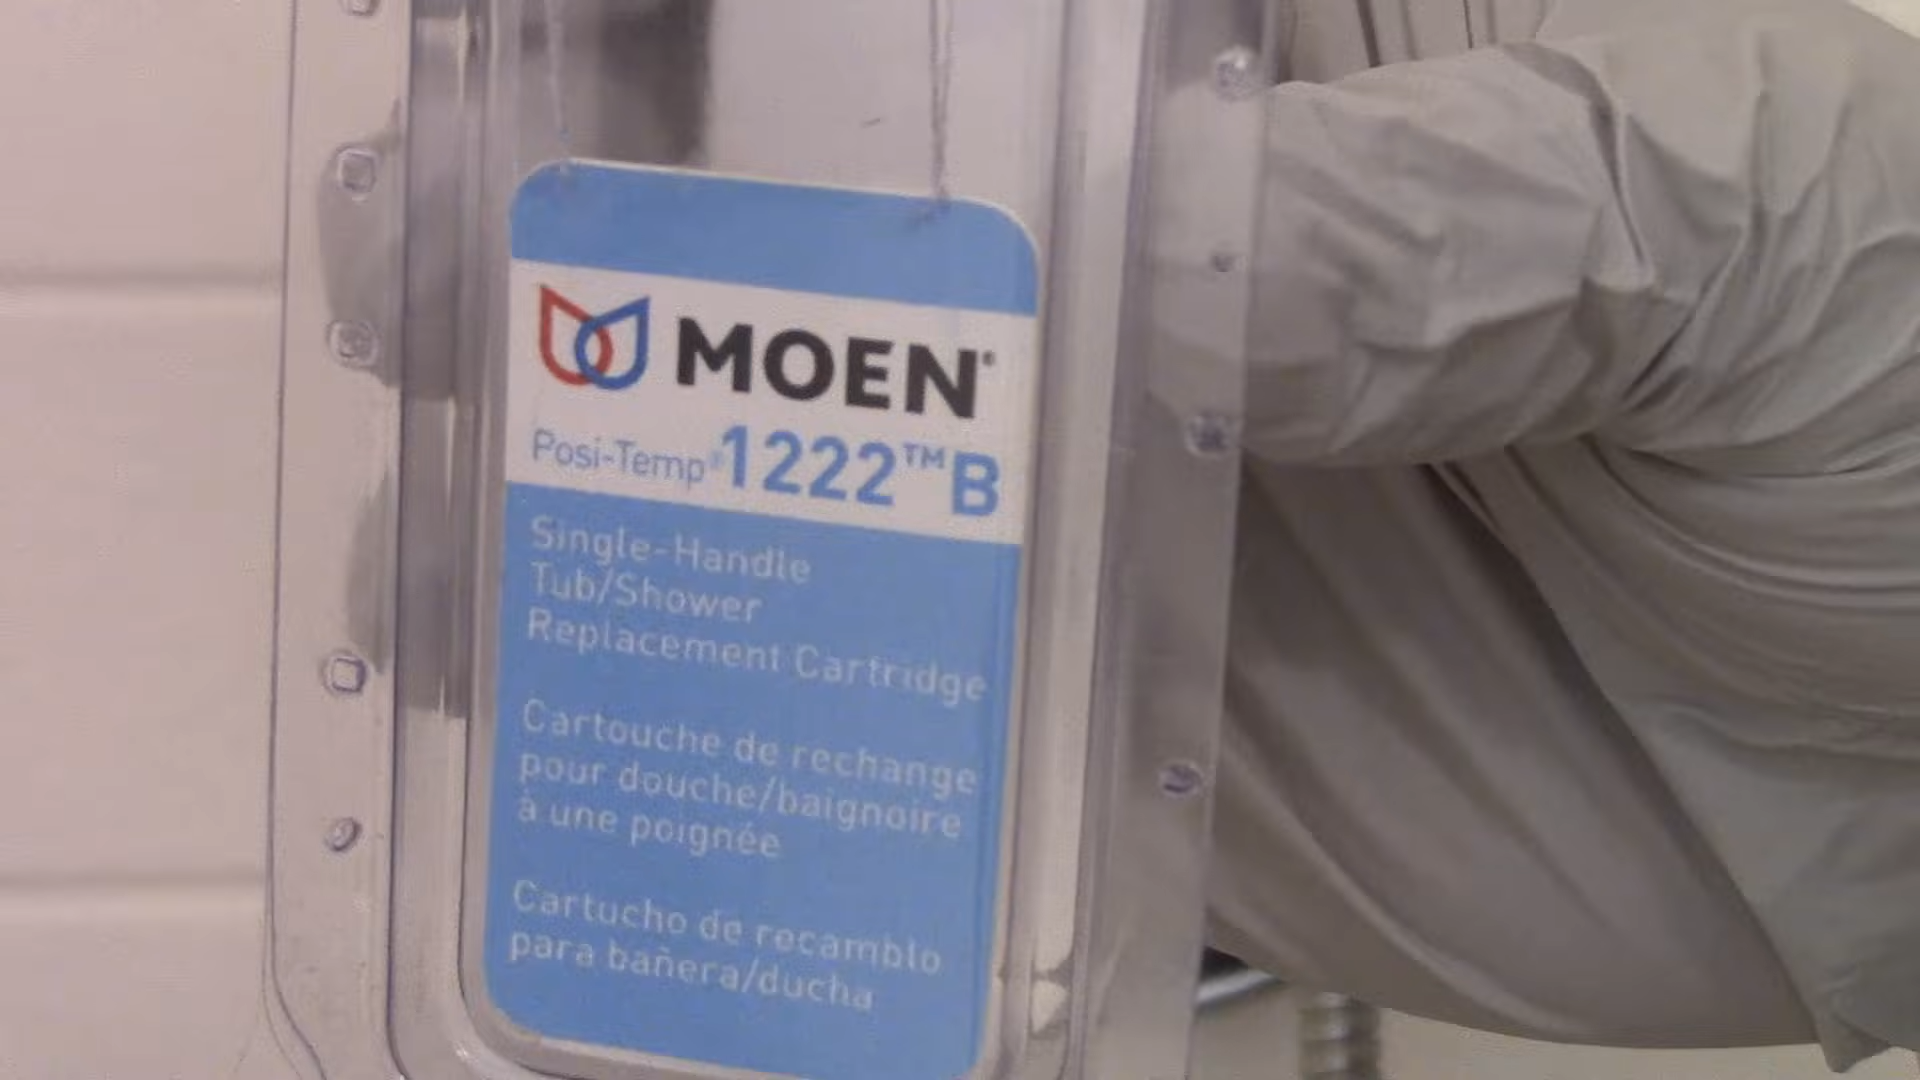 MOEN®
Posi-Temp® 1222™ B
Single-Handle
Tub/Shower
Replacement Cartridge
Cartouche de rechange
pour douche/baignoire
à une poignée
Cartucho de recambio
para bañera/ducha